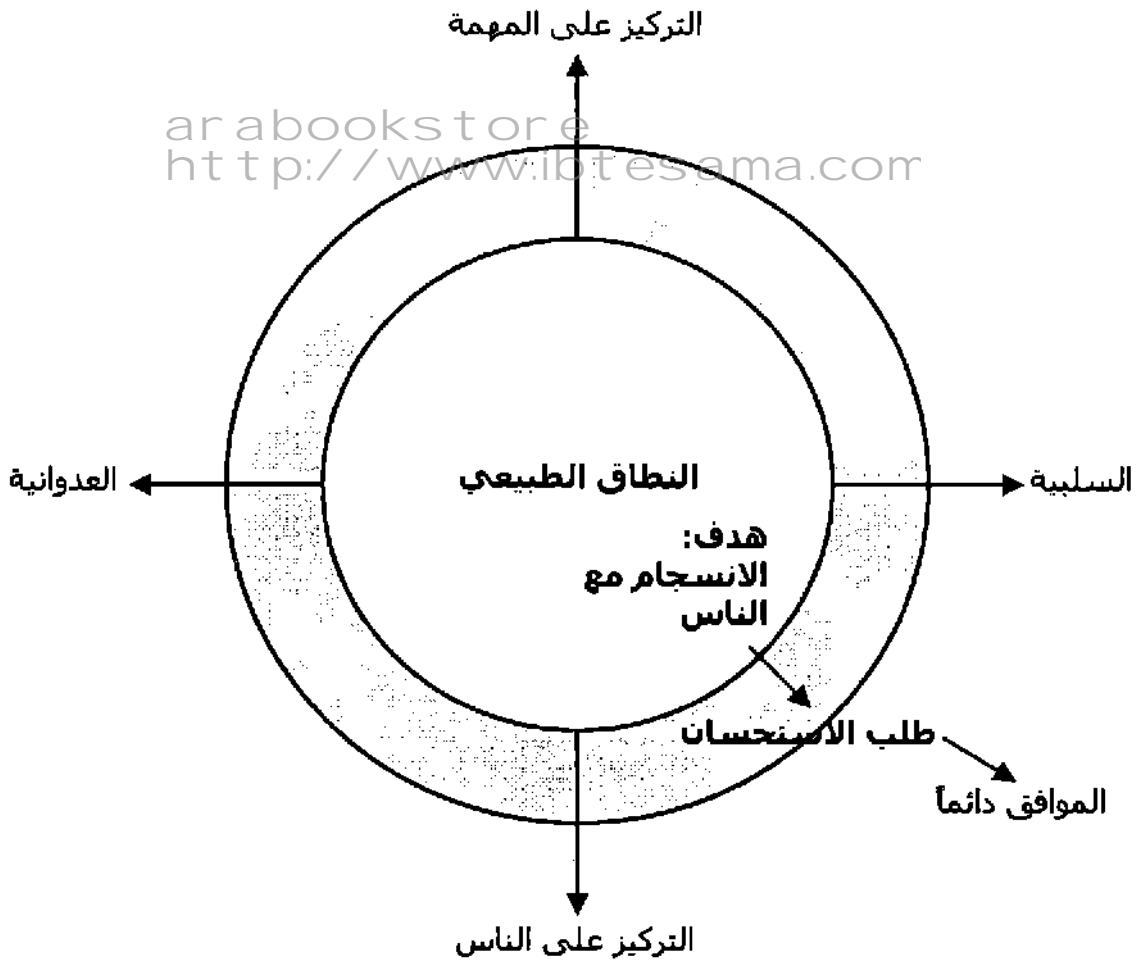 التركيز على المهمة
arabookstore
http://www.ibtesama.com
العدوانية
النطاق الطبيعي
السلبية
هدف:
الانسجام مع
الناس
طلب الاستحسان
الموافق دائماً
التركيز على الناس